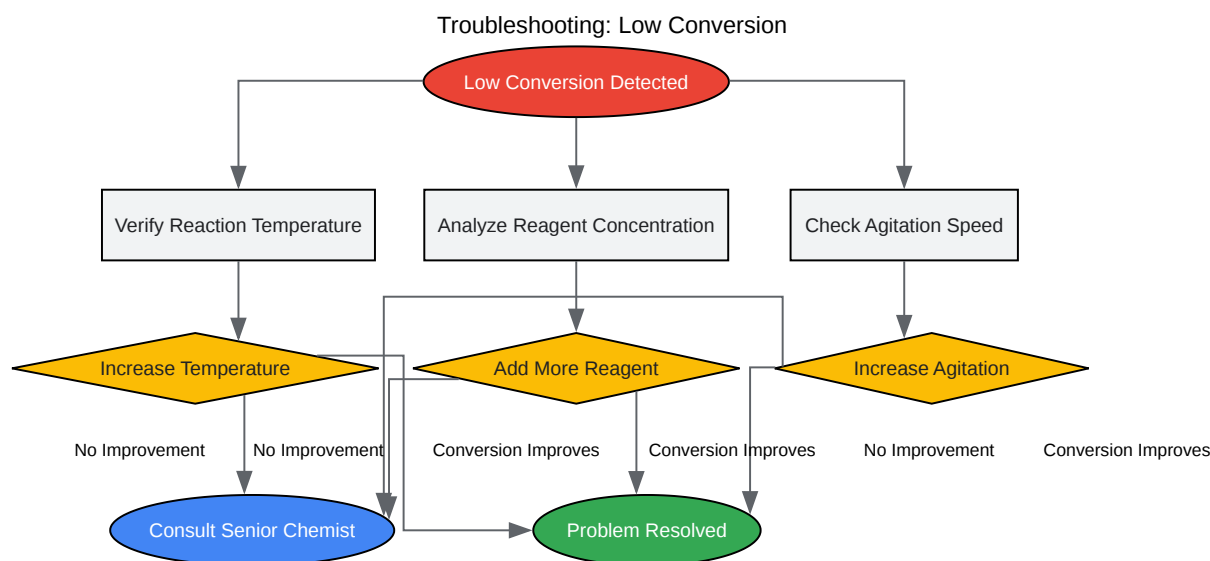 Troubleshooting: Low Conversion
Low Conversion Detected
Verify Reaction Temperature
Analyze Reagent Concentration
Check Agitation Speed
Increase Temperature
Add More Reagent
Increase Agitation
No Improvement
No Improvement
Conversion Improves
Conversion Improves
No Improvement
Conversion Improves
Consult Senior Chemist
Problem Resolved